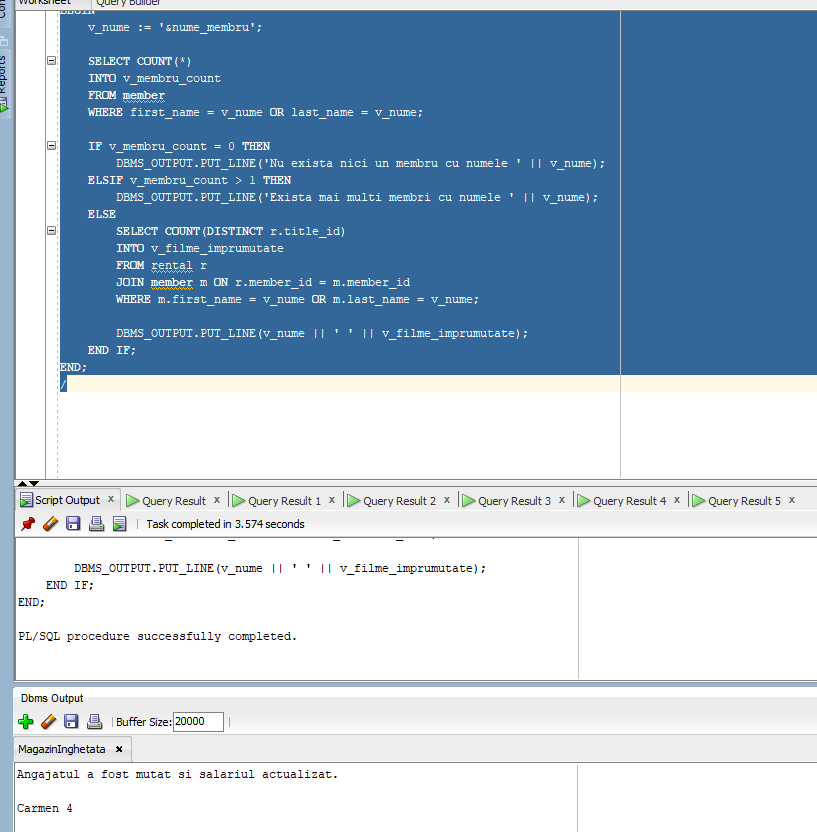 Worksheet Query Builder
BEGIN
v_nume := '&nume_membru';
SELECT COUNT(*)
INTO v_membru_count
FROM member
WHERE first_name = v_nume OR last_name = v_nume;
IF v_membru_count = 0 THEN
DBMS_OUTPUT.PUT_LINE('Nu exista nici un membru cu numele ' || v_nume);
ELSIF v_membru_count > 1 THEN
DBMS_OUTPUT.PUT_LINE('Exista mai multi membri cu numele ' || v_nume);
ELSE
SELECT COUNT(DISTINCT r.title_id)
INTO v_filme_imprumutate
FROM rental r
JOIN member m ON r.member_id = m.member_id
WHERE m.first_name = v_nume OR m.last_name = v_nume;
DBMS_OUTPUT.PUT_LINE(v_nume || ' ' || v_filme_imprumutate);
END IF;
END;
/
Reports
Script Output x Query Result x Query Result 1 x Query Result 2 x Query Result 3 x Query Result 4 x Query Result 5 x
Task completed in 3.574 seconds
DBMS_OUTPUT.PUT_LINE(v_nume || ' ' || v_filme_imprumutate);
END IF;
END;
PL/SQL procedure successfully completed.
Dbms Output
Buffer Size: 20000
MagazinInghetata x
Angajatul a fost mutat si salariul actualizat.
Carmen 4